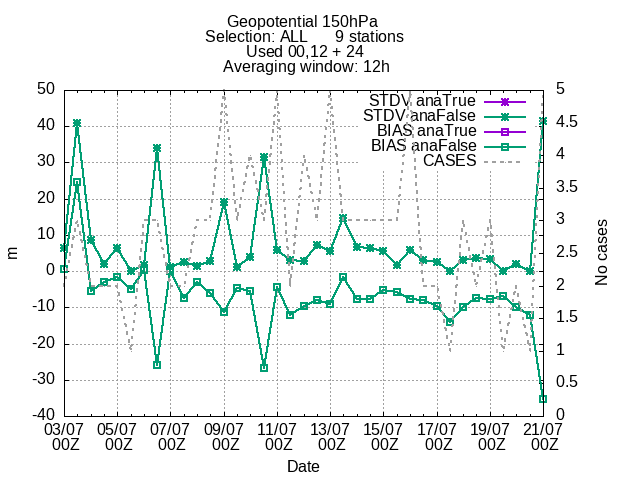 Geopotential 150hPa
Selection: ALL 9 stations
Used 00,12 + 24
Averaging window: 12h
STDV anaTrue
STDV anaFalse
BIAS anaTrue
BIAS anaFalse
CASES
50
40
30
20
10
0
-10
-20
-30
-40
m
5
4.5
4
3.5
3
2.5
2
1.5
1
0.5
0
No cases
03/07 05/07 07/07 09/07 11/07 13/07 15/07 17/07 19/07 21/07
00Z 00Z 00Z 00Z 00Z 00Z 00Z 00Z 00Z 00Z
Date